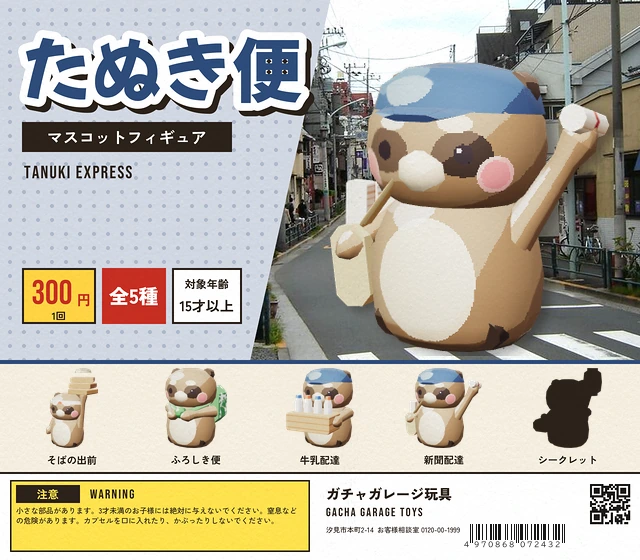 たぬき便
マスコットフィギュア
TANUKI EXPRESS
300円
1回
全5種
対象年齢
15才以上
そばの出前
ふろしき便
牛乳配達
新聞配達
シークレット
注意 WARNING
小さな部品があります。3才未満のお子様には絶対に与えないでください。窒息など
の危険があります。カプセルを口に入れたり、かぶったりしないでください。
ガチャガレージ玩具
GACHA GARAGE TOYS
汐見市本町2-14 お客様相談室 0120-00-1999
4 970868 072432